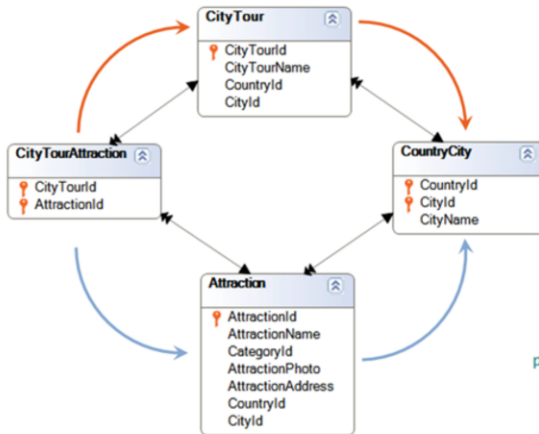 CityTour
CityTourId
CityTourName
CountryId
CityId
CityTourAttraction
CityTourId
AttractionId
CountryCity
CountryId
CityId
CityName
Attraction
AttractionId
AttractionName
CategoryId
AttractionPhoto
AttractionAddress
CountryId
CityId
p